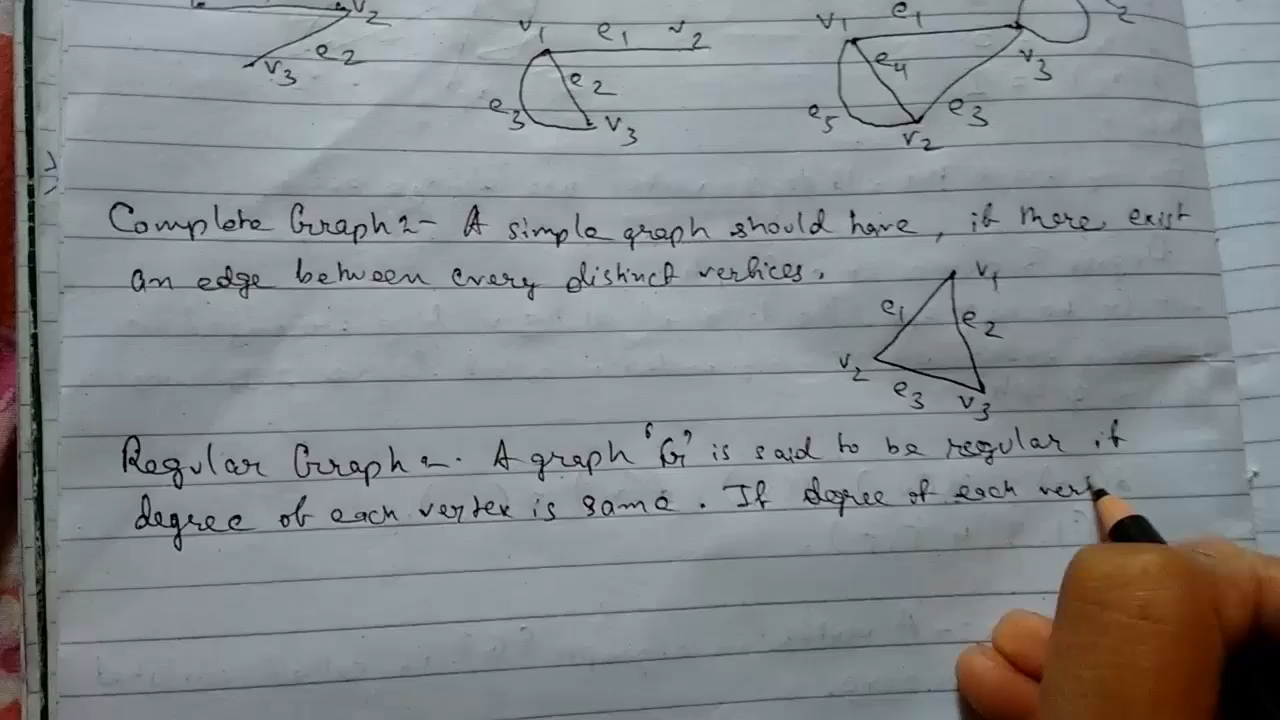 v2
e2
v3
v1 e1 v2
e2
e3 v3
v1 e1 2
e4 v3
e5 e3
v2
Complete Graph :- A simple graph should have, if there exist
an edge between every distinct vertices.
v1
e1 e2
v2
e3 v3
Regular Graph :-. A graph 'G' is said to be regular if
degree of each vertex is same. If degree of each vert